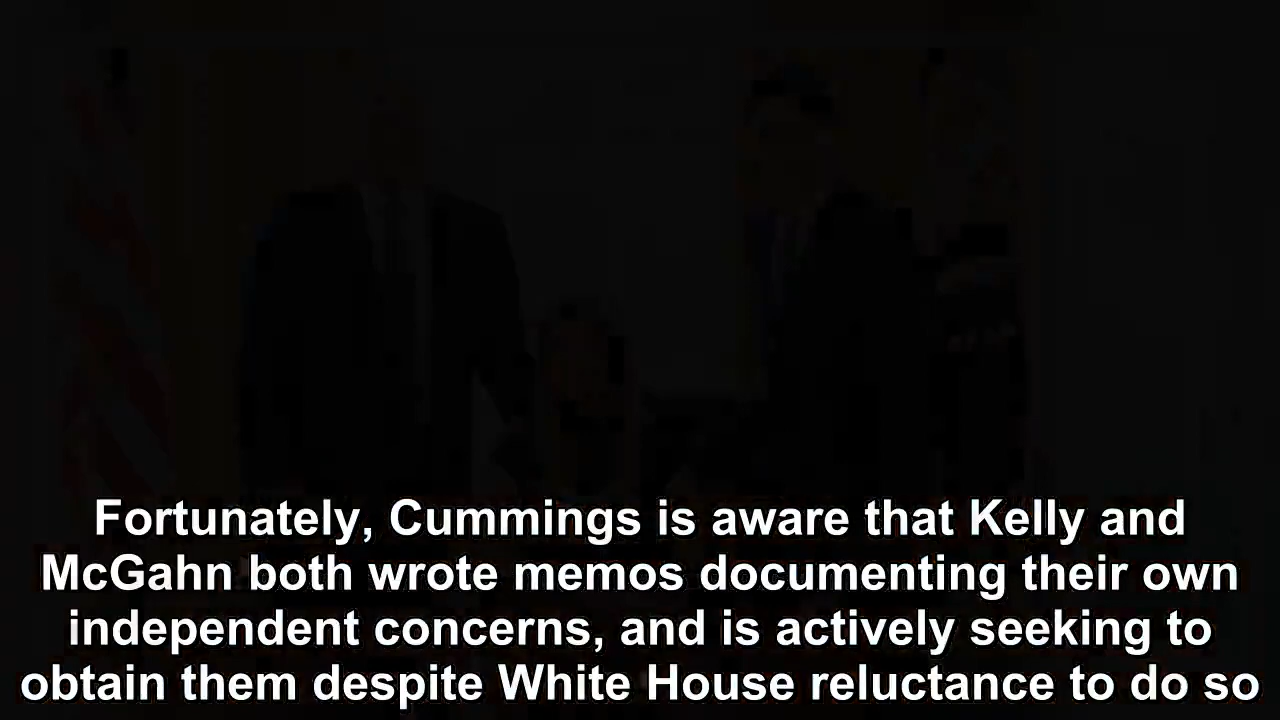 Fortunately, Cummings is aware that Kelly and
McGahn both wrote memos documenting their own
independent concerns, and is actively seeking to
obtain them despite White House reluctance to do so